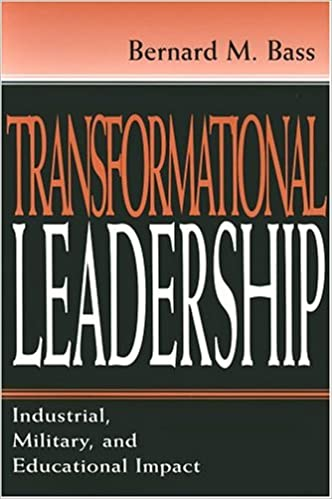 Bernard M. Bass
TRANSFORMATIONAL
LEADERSHIP
Industrial,
Military, and
Educational Impact